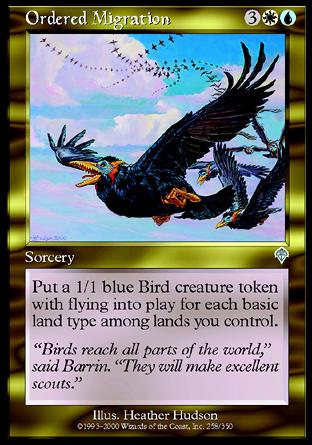 Ordered Migration 3
Sorcery
Put a 1/1 blue Bird creature token
with flying into play for each basic
land type among lands you control.
“Birds reach all parts of the world,”
said Barrin. “They will make excellent
scouts.”
Illus. Heather Hudson
©1993–2000 Wizards of the Coast, Inc. 258/350